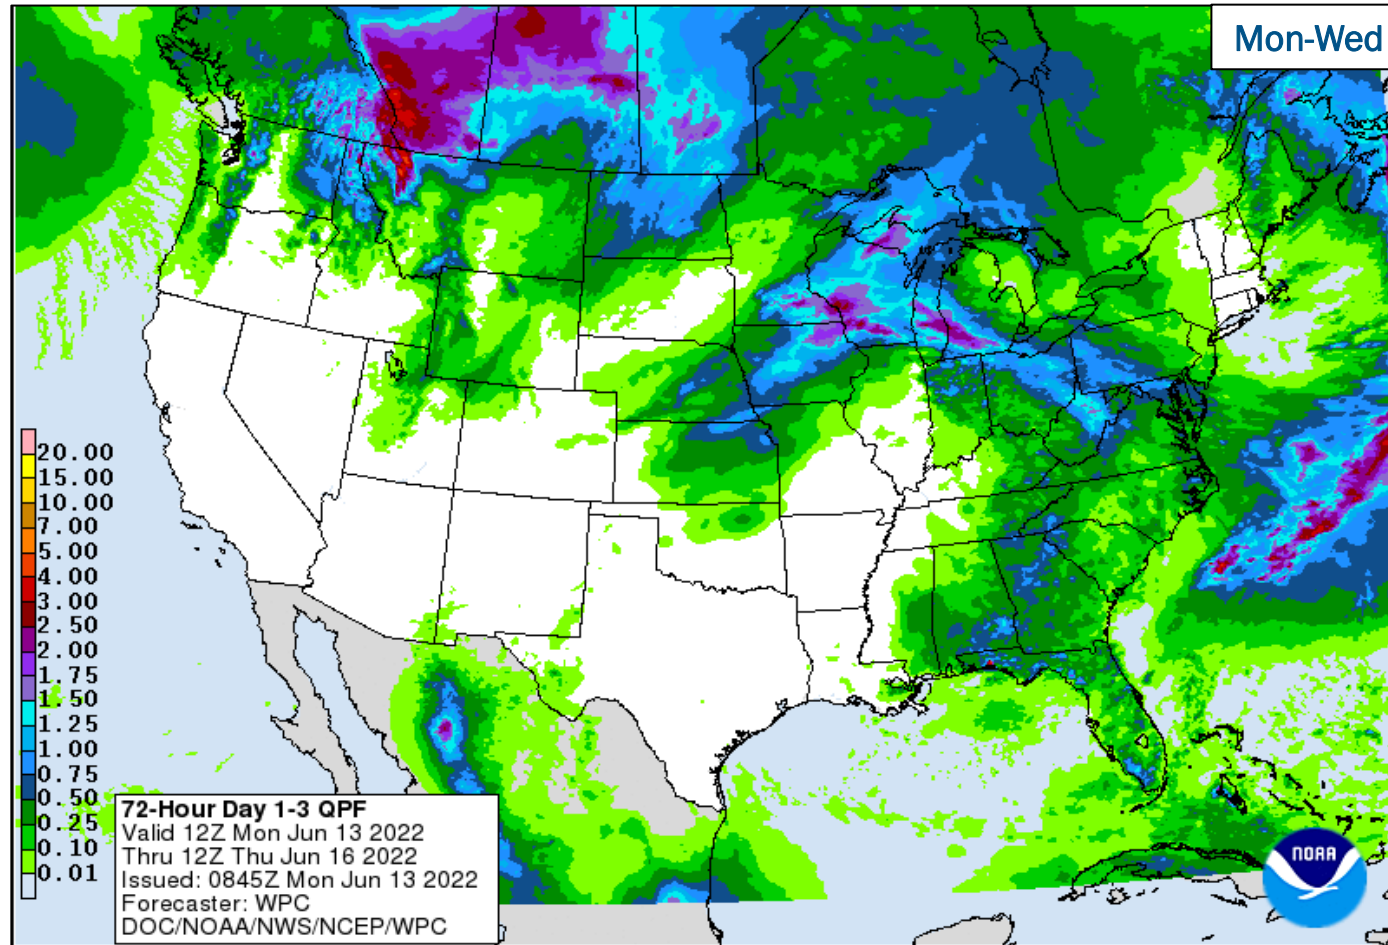 Mon-Wed
20.00
15.00
10.00
7.00
5.00
4.00
3.00
2.50
2.00
1.75
1.50
1.25
1.00
0.75
0.50
0.25
0.10
0.01
72-Hour Day 1-3 QPF
Valid 12Z Mon Jun 13 2022
Thru 12Z Thu Jun 16 2022
Issued: 0845Z Mon Jun 13 2022
Forecaster: WPC
DOC/NOAA/NWS/NCEP/WPC
NOAA